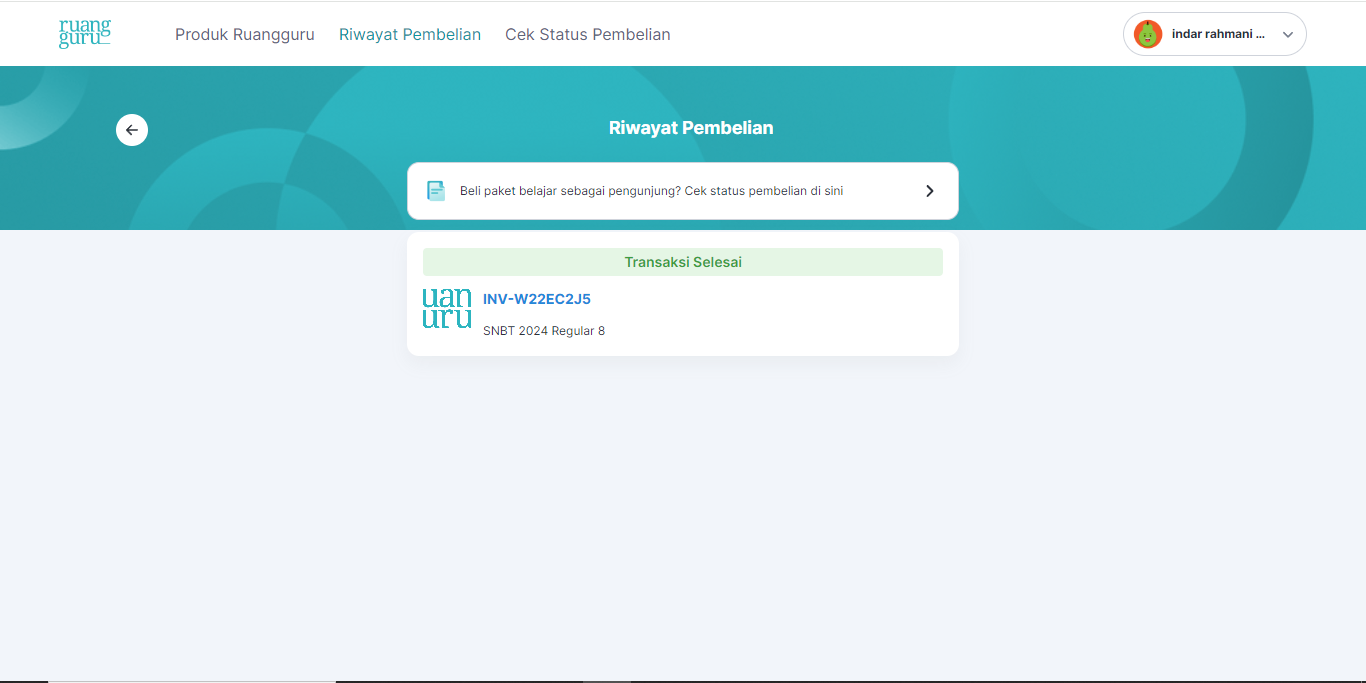 ruang
guru
Produk Ruangguru
Riwayat Pembelian
Cek Status Pembelian
indar rahmani ...
Riwayat Pembelian
Beli paket belajar sebagai pengunjung? Cek status pembelian di sini
Transaksi Selesai
uan
uru
INV-W22EC2J5
SNBT 2024 Regular 8